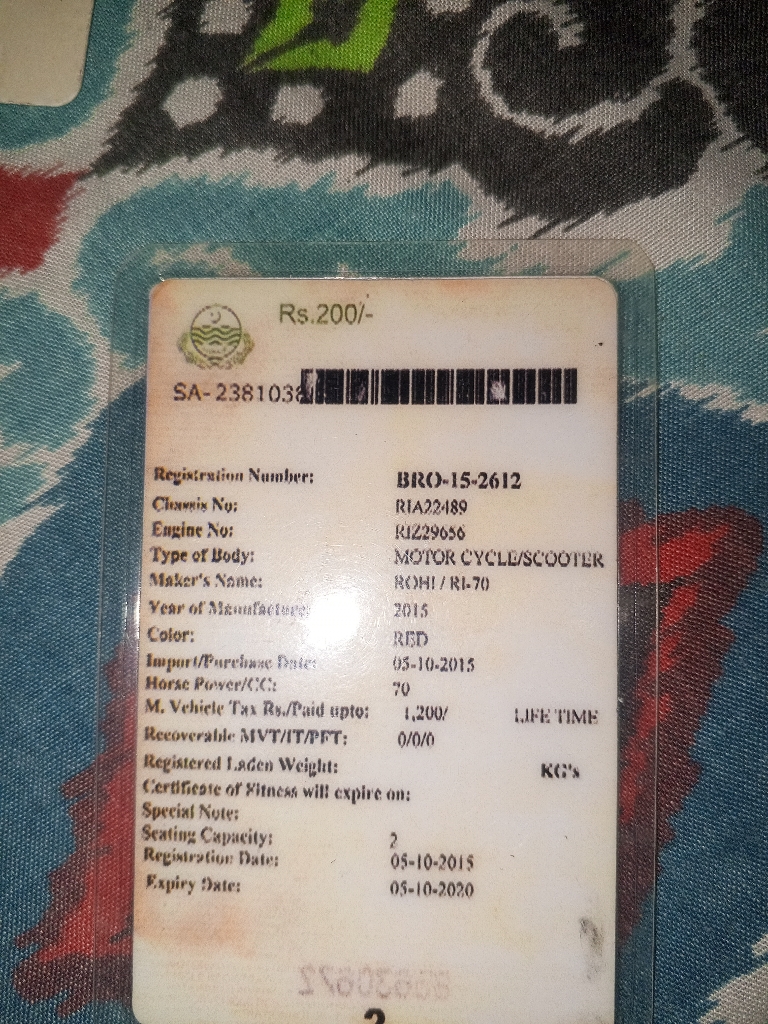 Rs.200/-
SA-2381038
Registration Number: BRO-15-2612
Chassis No: RIA22489
Engine No: RIZ29656
Type of Body: MOTOR CYCLE/SCOOTER
Maker's Name: ROHI / RI-70
Year of Manufacture: 2015
Color: RED
Import/Purchase Date: 05-10-2015
Horse Power/CC: 70
M. Vehicle Tax Rs./Paid upto: 1,200/ LIFE TIME
Recoverable MVT/IT/PFT: 0/0/0
Registered Laden Weight: KG's
Certificate of Fitness will expire on:
Special Note:
Seating Capacity: 2
Registration Date: 05-10-2015
Expiry Date: 05-10-2020
2